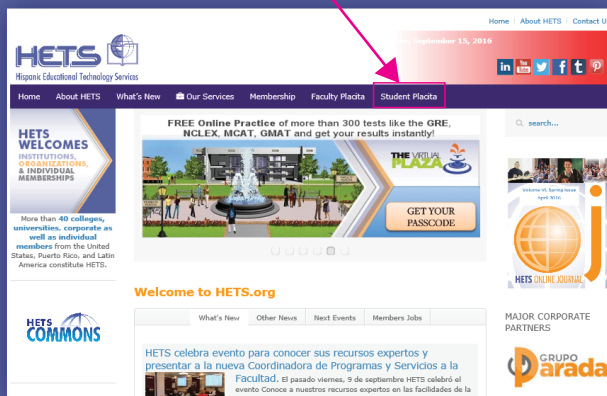 Home | About HETS | Contact U
September 15, 2016
HETS
Hispanic Educational Technology Services
in You Tube f t
Home About HETS What's New Our Services Membership Faculty Placita Student Placita
HETS
WELCOMES
INSTITUTIONS,
ORGANIZATIONS,
& INDIVIDUAL
MEMBERSHIPS
More than 40 colleges,
universities, corporate as
well as individual
members from the United
States, Puerto Rico, and Latin
America constitute HETS.
HETS
COMMONS
FREE Online Practice of more than 300 tests like the GRE,
NCLEX, MCAT, GMAT and get your results instantly!
THE VIRTUAL
PLAZA
GET YOUR
PASSCODE
Welcome to HETS.org
What's New Other News Next Events Members Jobs
HETS celebra evento para conocer sus recursos expertos y
presentar a la nueva Coordinadora de Programas y Servicios a la
Facultad. El pasado viernes, 9 de septiembre HETS celebró el
evento Conoce a nuestros recursos expertos en las facilidades de la
search...
Volume VI, Spring Issue
April 2016
j
HETS ONLINE JOURNAL
MAJOR CORPORATE
PARTNERS
GRUPO
Parada